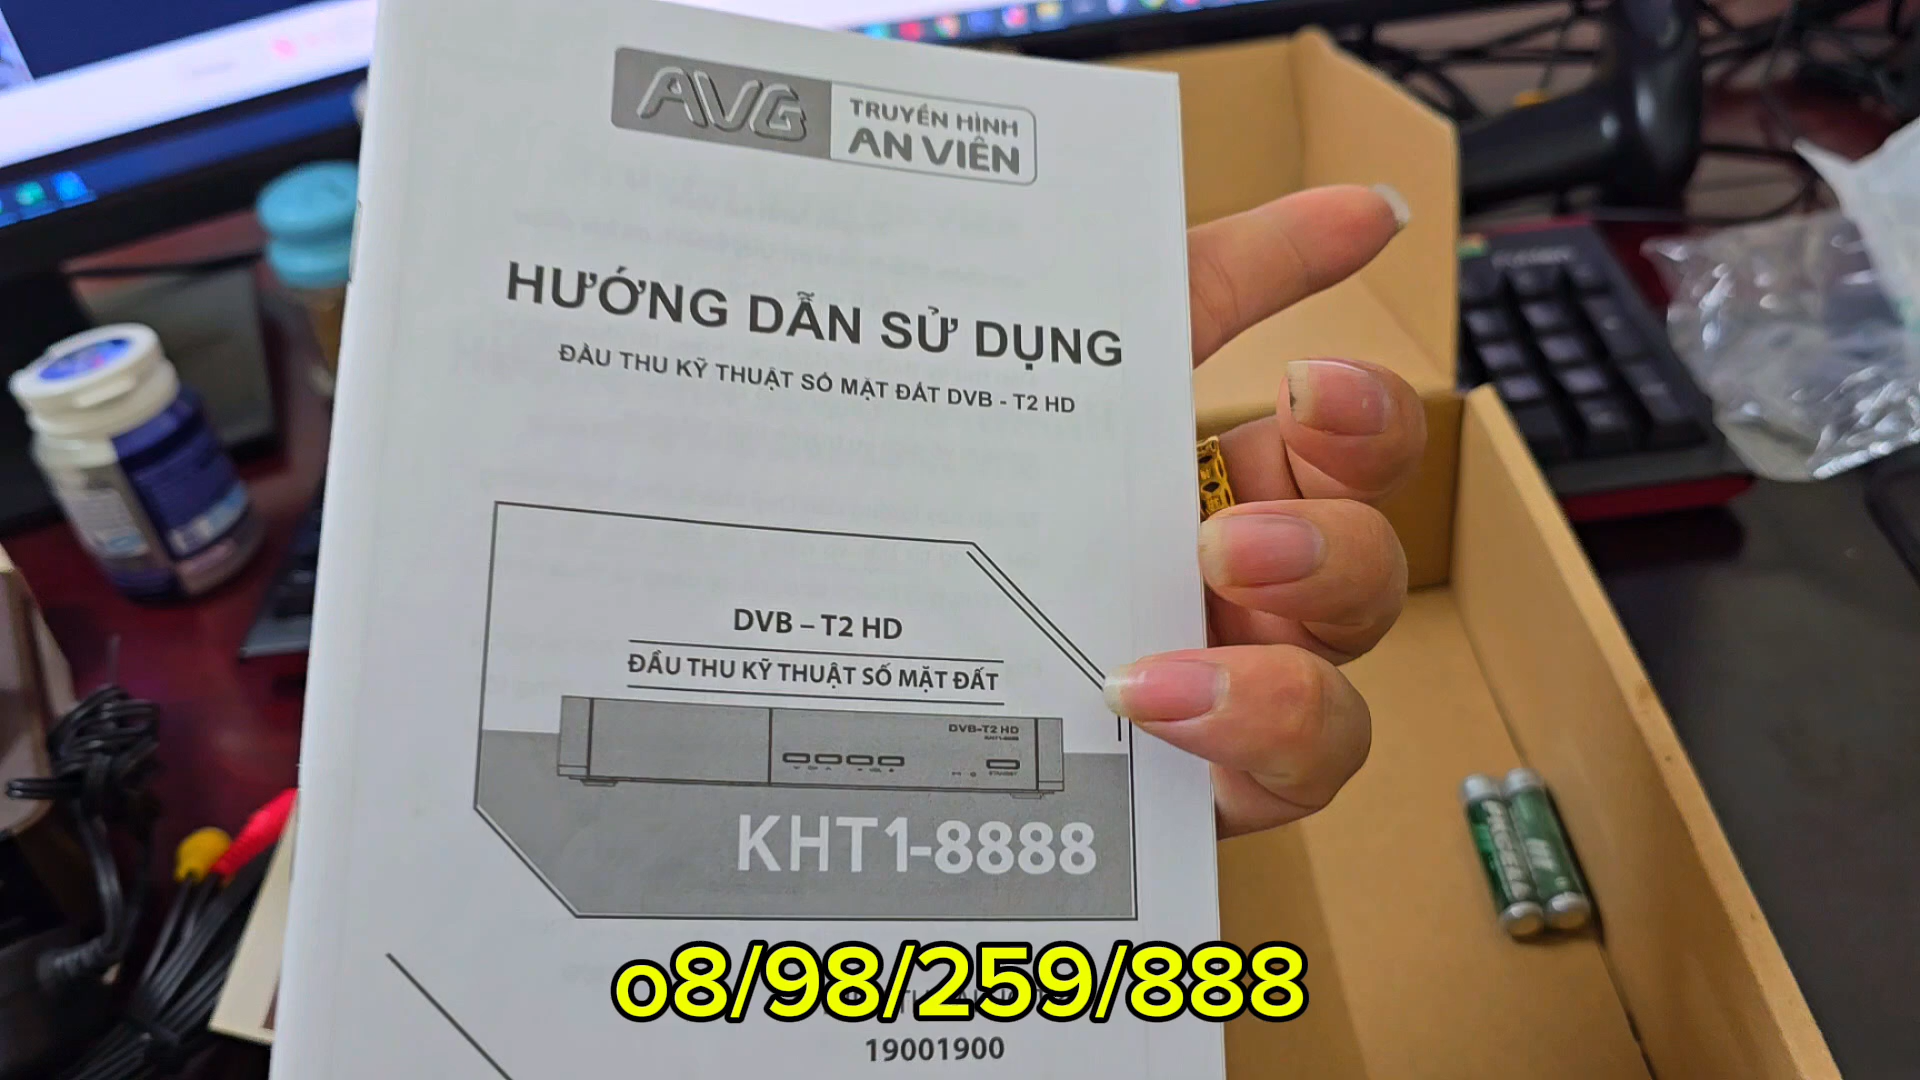 AVG
TRUYỀN HÌNH
AN VIÊN
HƯỚNG DẪN SỬ DỤNG
ĐẦU THU KỸ THUẬT SỐ MẶT ĐẤT DVB - T2 HD
DVB – T2 HD
ĐẦU THU KỸ THUẬT SỐ MẶT ĐẤT
DVB-T2 HD
STANDBY
KHT1-8888
o8/98/259/888
19001900